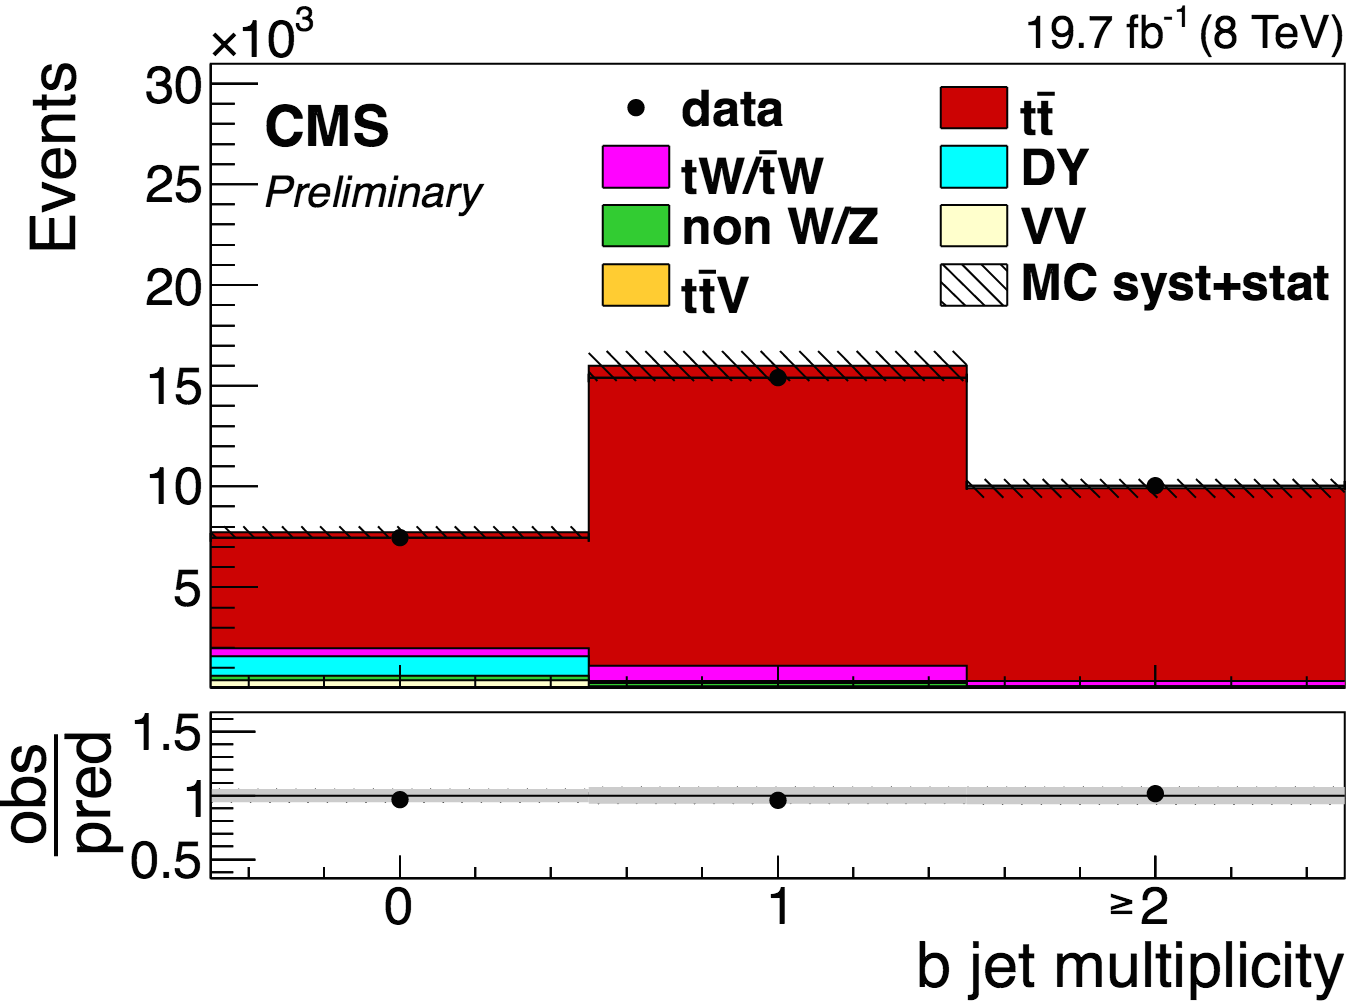 ×10³
19.7 fb⁻¹ (8 TeV)
Events
30
25
20
15
10
5
CMS
Preliminary
data
tt̄
tW/t̄W
DY
non W/Z
VV
tt̄V
MC syst+stat
obs
pred
1.5
1
0.5
0
1
≥2
b jet multiplicity